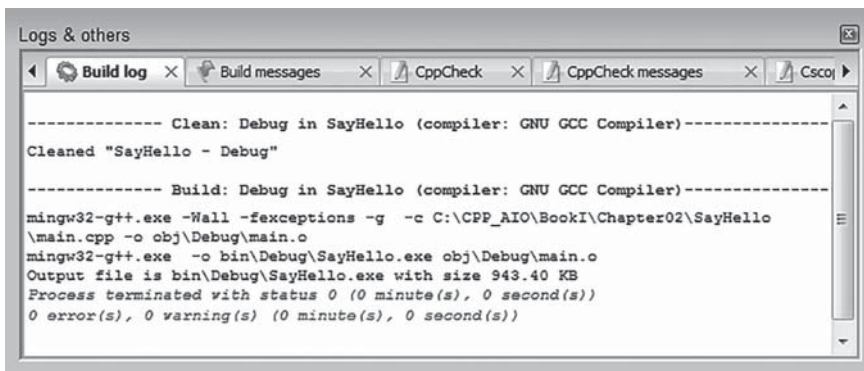 Logs & others
Build log Build messages CppCheck CppCheck messages Cscop
-------------- Clean: Debug in SayHello (compiler: GNU GCC Compiler)---------------
Cleaned "SayHello - Debug"
-------------- Build: Debug in SayHello (compiler: GNU GCC Compiler)---------------
mingw32-g++.exe -Wall -fexceptions -g  -c C:\CPP_AIO\BookI\Chapter02\SayHello
\main.cpp -o obj\Debug\main.o
mingw32-g++.exe  -o bin\Debug\SayHello.exe obj\Debug\main.o
Output file is bin\Debug\SayHello.exe with size 943.40 KB
Process terminated with status 0 (0 minute(s), 0 second(s))
0 error(s), 0 warning(s) (0 minute(s), 0 second(s))